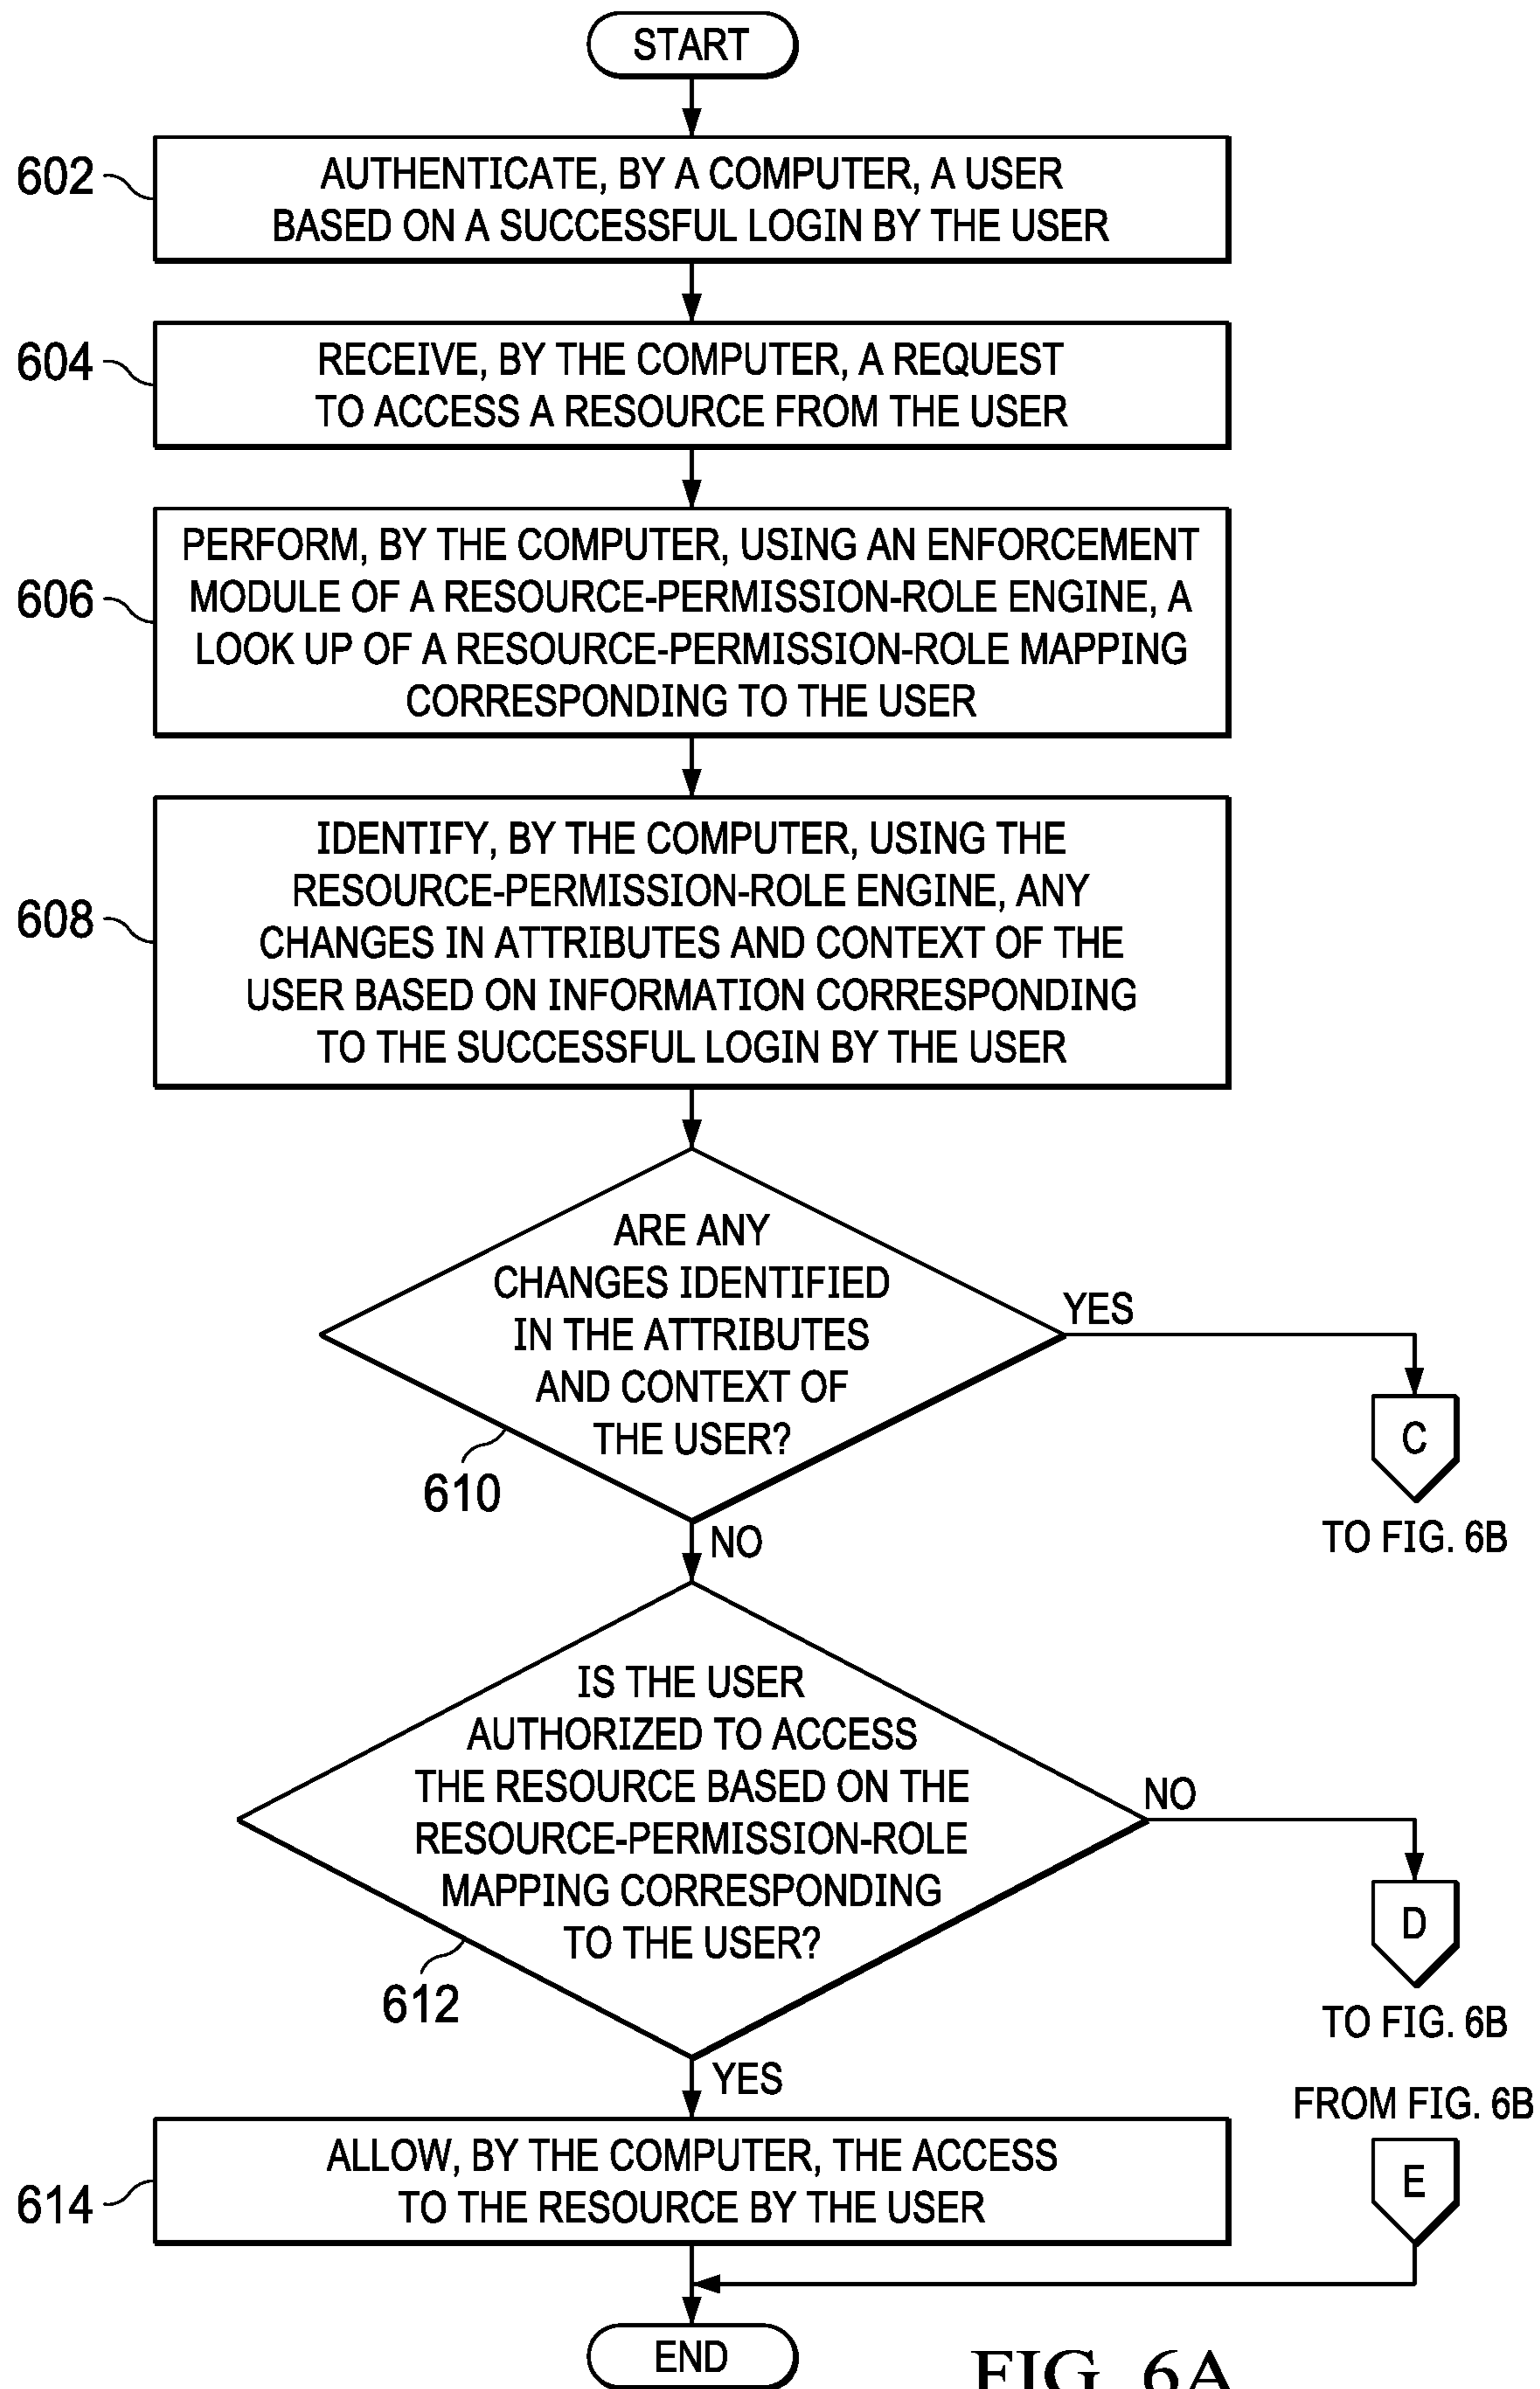 START
602
AUTHENTICATE, BY A COMPUTER, A USER
BASED ON A SUCCESSFUL LOGIN BY THE USER
604
RECEIVE, BY THE COMPUTER, A REQUEST
TO ACCESS A RESOURCE FROM THE USER
606
PERFORM, BY THE COMPUTER, USING AN ENFORCEMENT
MODULE OF A RESOURCE-PERMISSION-ROLE ENGINE, A
LOOK UP OF A RESOURCE-PERMISSION-ROLE MAPPING
CORRESPONDING TO THE USER
608
IDENTIFY, BY THE COMPUTER, USING THE
RESOURCE-PERMISSION-ROLE ENGINE, ANY
CHANGES IN ATTRIBUTES AND CONTEXT OF THE
USER BASED ON INFORMATION CORRESPONDING
TO THE SUCCESSFUL LOGIN BY THE USER
ARE ANY
CHANGES IDENTIFIED
IN THE ATTRIBUTES
AND CONTEXT OF
THE USER?
610
YES
C
TO FIG. 6B
NO
IS THE USER
AUTHORIZED TO ACCESS
THE RESOURCE BASED ON THE
RESOURCE-PERMISSION-ROLE
MAPPING CORRESPONDING
TO THE USER?
612
NO
D
TO FIG. 6B
YES
FROM FIG. 6B
E
614
ALLOW, BY THE COMPUTER, THE ACCESS
TO THE RESOURCE BY THE USER
END
FIG. 6A